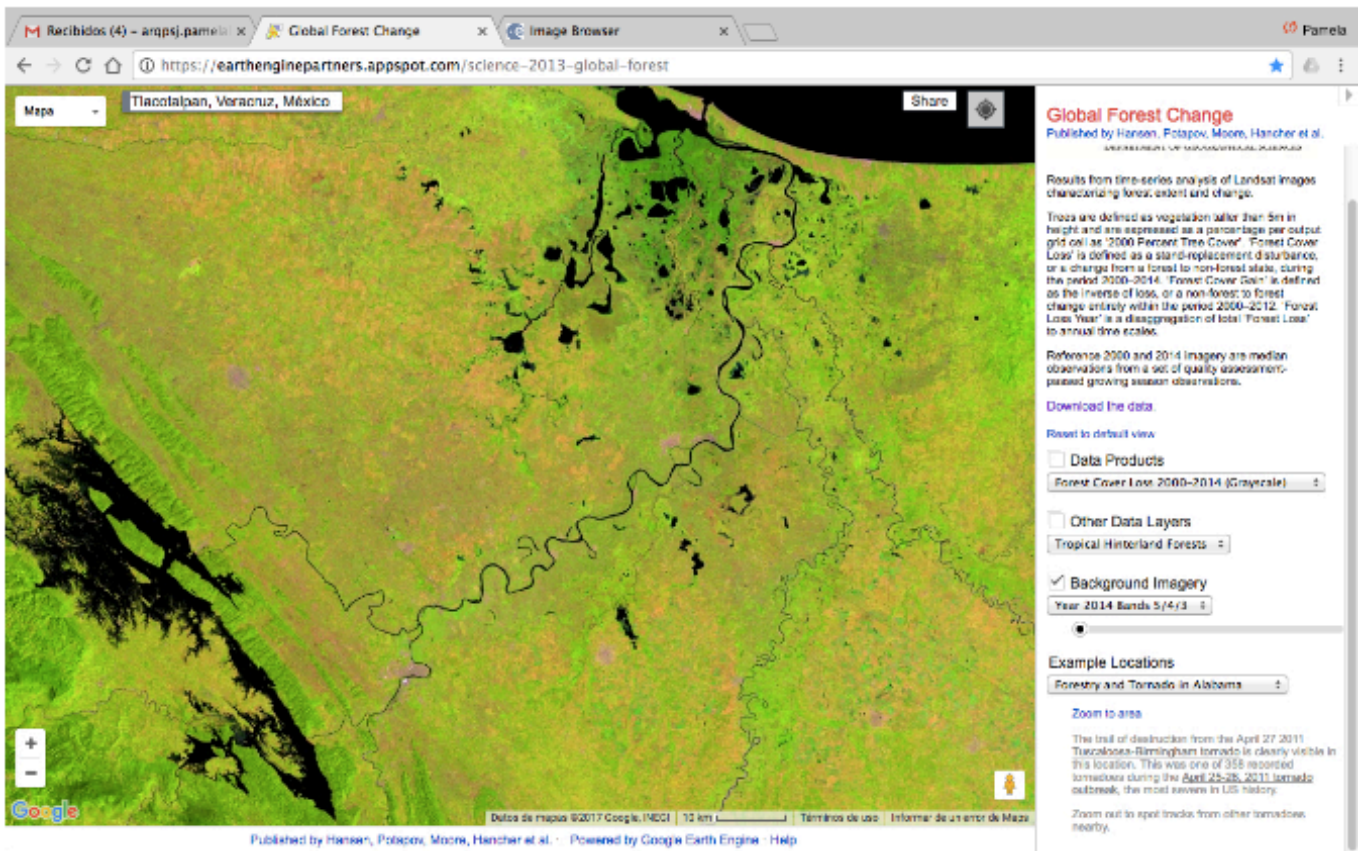 Recibidos (4) – arqpsj.pamela
Global Forest Change
Image Browser
Pamela
https://earthenginepartners.appspot.com/science-2013-global-forest
Mapa
Tlacotalpan, Veracruz, México
Share
Global Forest Change
Published by Hansen, Potapov, Moore, Hancher et al.
DEPARTMENT OF GEOGRAPHICAL SCIENCES
Results from time-series analysis of Landsat images
characterizing forest extent and change.
Trees are defined as vegetation taller than 5m in
height and are expressed as a percentage per output
grid cell as '2000 Percent Tree Cover'. 'Forest Cover
Loss' is defined as a stand-replacement disturbance,
or a change from a forest to non-forest state, during
the period 2000–2014. 'Forest Cover Gain' is defined
as the inverse of loss, or a non-forest to forest
change entirely within the period 2000–2012. 'Forest
Loss Year' is a disaggregation of total 'Forest Loss'
to annual time scales.
Reference 2000 and 2014 imagery are median
observations from a set of quality assessment-
passed growing season observations.
Download the data.
Reset to default view
Data Products
Forest Cover Loss 2000–2014 (Grayscale)
Other Data Layers
Tropical Hinterland Forests
Background Imagery
Year 2014 Bands 5/4/3
Example Locations
Forestry and Tornado in Alabama
Zoom to area
The trail of destruction from the April 27 2011
Tuscaloosa-Birmingham tornado is clearly visible in
this location. This was one of 358 recorded
tornadoes during the April 25-28, 2011 tornado
outbreak, the most severe in US history.
Zoom out to spot tracks from other tornadoes
nearby.
Google
Datos de mapas ©2017 Google, INEGI
10 km
Términos de uso
Informar de un error de Maps
Published by Hansen, Potapov, Moore, Hancher et al. · Powered by Google Earth Engine · Help